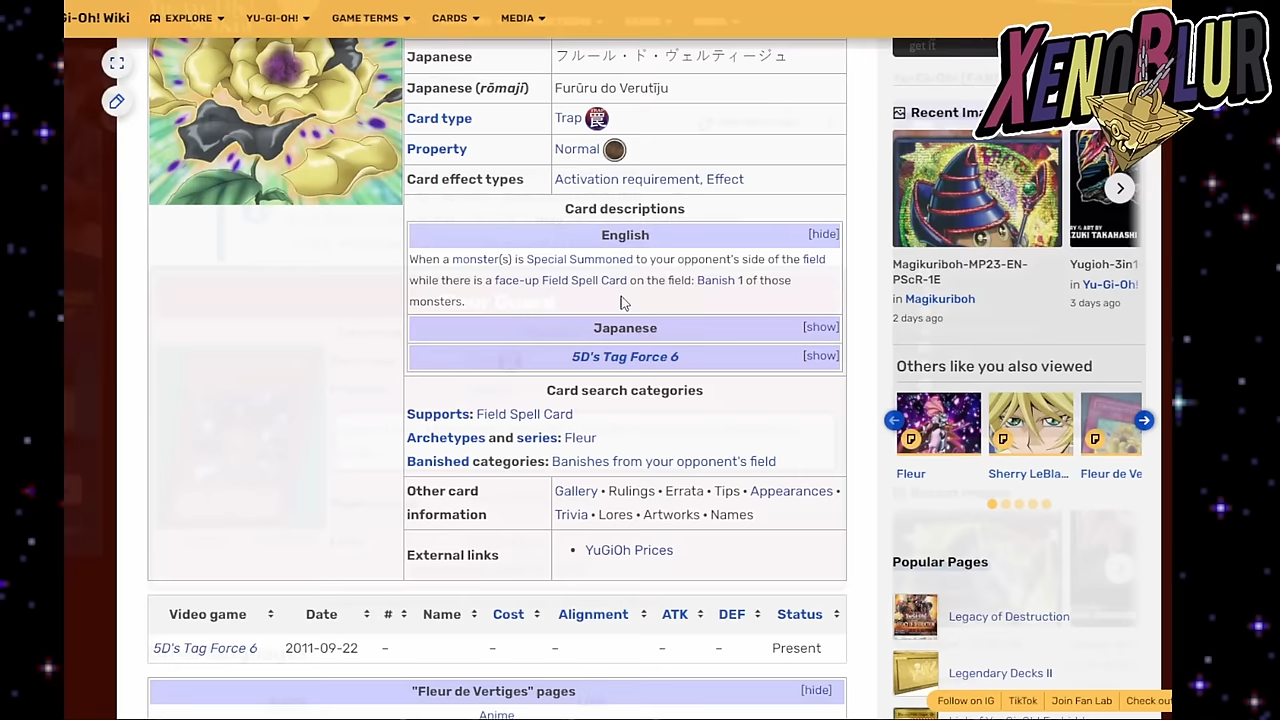 Gi-Oh! Wiki
EXPLORE
YU-GI-OH!
GAME TERMS
CARDS
MEDIA
XENOBLUR
Japanese
フルール・ド・ヴェルティージュ
Japanese (rōmaji)
Furūru do Verutīju
Card type
Trap
Property
Normal
Card effect types
Activation requirement, Effect
Card descriptions
English
[hide]
When a monster(s) is Special Summoned to your opponent's side of the field
while there is a face-up Field Spell Card on the field: Banish 1 of those
monsters.
Japanese
[show]
5D's Tag Force 6
[show]
Card search categories
Supports: Field Spell Card
Archetypes and series: Fleur
Banished categories: Banishes from your opponent's field
Other card
information
Gallery • Rulings • Errata • Tips • Appearances •
Trivia • Lores • Artworks • Names
External links
• YuGiOh Prices
Video game Date # Name Cost Alignment ATK DEF Status
5D's Tag Force 6 2011-09-22 – – – – – – Present
"Fleur de Vertiges" pages
[hide]
Anime
get it
Recent Ima
Magikuriboh-MP23-EN-
PScR-1E
in Magikuriboh
2 days ago
ART BY
ZUKI TAKAHASHI
Yugioh-3in1-
in Yu-Gi-Oh!
3 days ago
Others like you also viewed
Fleur
Sherry LeBla...
Fleur de Ve
Popular Pages
Legacy of Destruction
Legendary Decks II
Follow on IG
TikTok
Join Fan Lab
Check out